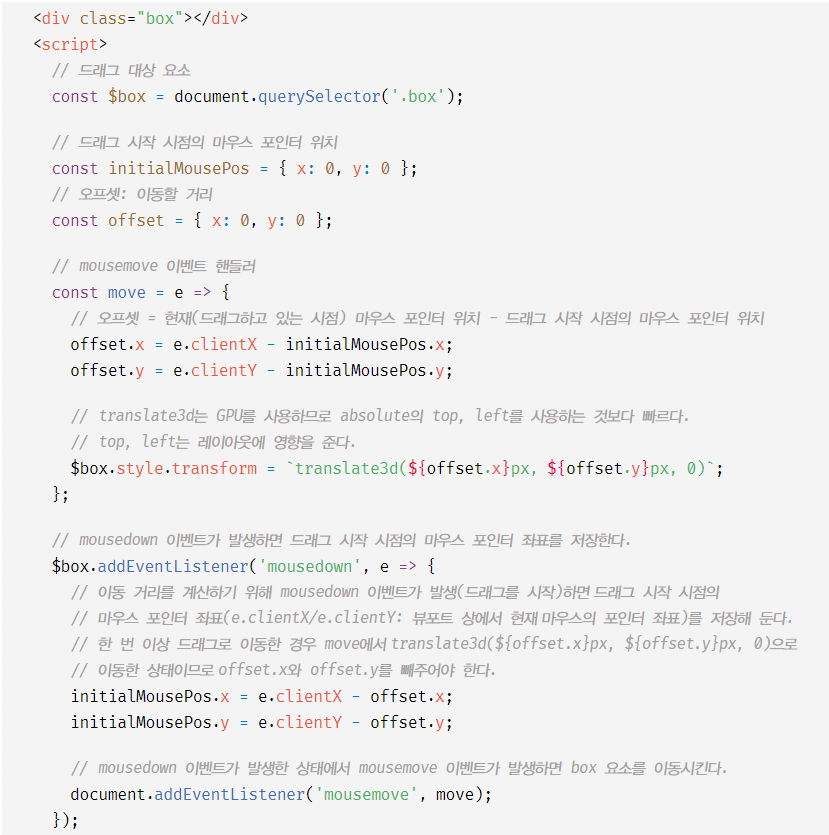 <div class="box"></div>
<script>
// 드래그 대상 요소
const $box = document.querySelector('.box');
// 드래그 시작 시점의 마우스 포인터 위치
const initialMousePos = { x: 0, y: 0 };
// 오프셋: 이동할 거리
const offset = { x: 0, y: 0 };
// mousemove 이벤트 핸들러
const move = e => {
// 오프셋 = 현재(드래그하고 있는 시점) 마우스 포인터 위치 - 드래그 시작 시점의 마우스 포인터 위치
offset.x = e.clientX - initialMousePos.x;
offset.y = e.clientY - initialMousePos.y;
// translate3d는 GPU를 사용하므로 absolute의 top, left를 사용하는 것보다 빠르다.
// top, left는 레이아웃에 영향을 준다.
$box.style.transform = `translate3d(${offset.x}px, ${offset.y}px, 0)`;
};
// mousedown 이벤트가 발생하면 드래그 시작 시점의 마우스 포인터 좌표를 저장한다.
$box.addEventListener('mousedown', e => {
// 이동 거리를 계산하기 위해 mousedown 이벤트가 발생(드래그를 시작)하면 드래그 시작 시점의
// 마우스 포인터 좌표(e.clientX/e.clientY: 뷰포트 상에서 현재 마우스의 포인터 좌표)를 저장해 둔다.
// 한 번 이상 드래그로 이동한 경우 move에서 translate3d(${offset.x}px, ${offset.y}px, 0)으로
// 이동한 상태이므로 offset.x와 offset.y를 빼주어야 한다.
initialMousePos.x = e.clientX - offset.x;
initialMousePos.y = e.clientY - offset.y;
// mousedown 이벤트가 발생한 상태에서 mousemove 이벤트가 발생하면 box 요소를 이동시킨다.
document.addEventListener('mousemove', move);
});